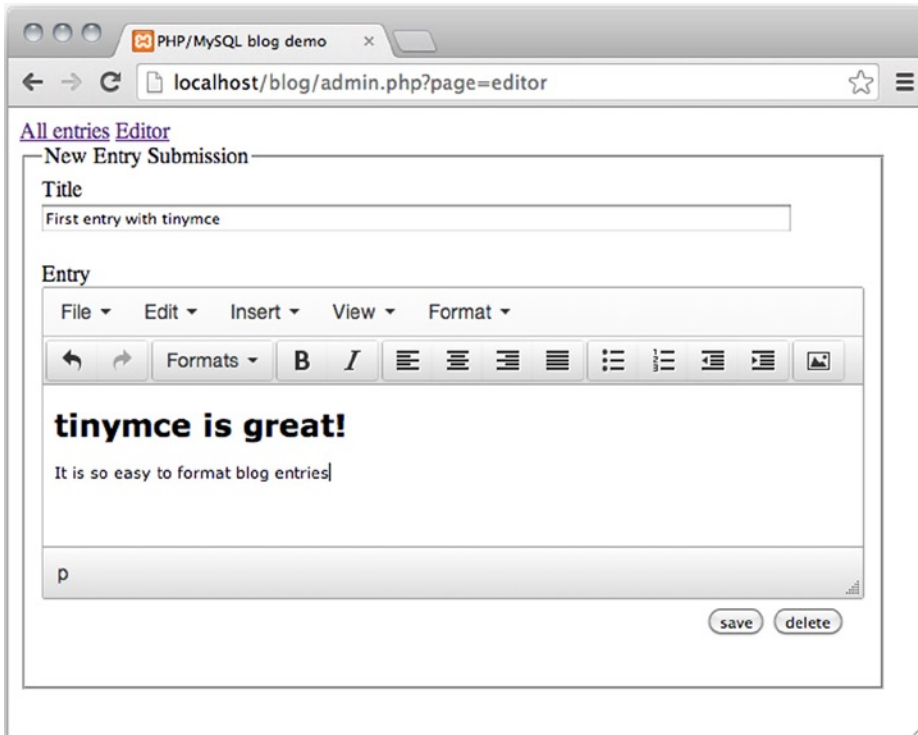 PHP/MySQL blog demo
localhost/blog/admin.php?page=editor
All entries Editor
New Entry Submission
Title
First entry with tinymce
Entry
File Edit Insert View Format
Formats B I
tinymce is great!
It is so easy to format blog entries
p
save delete